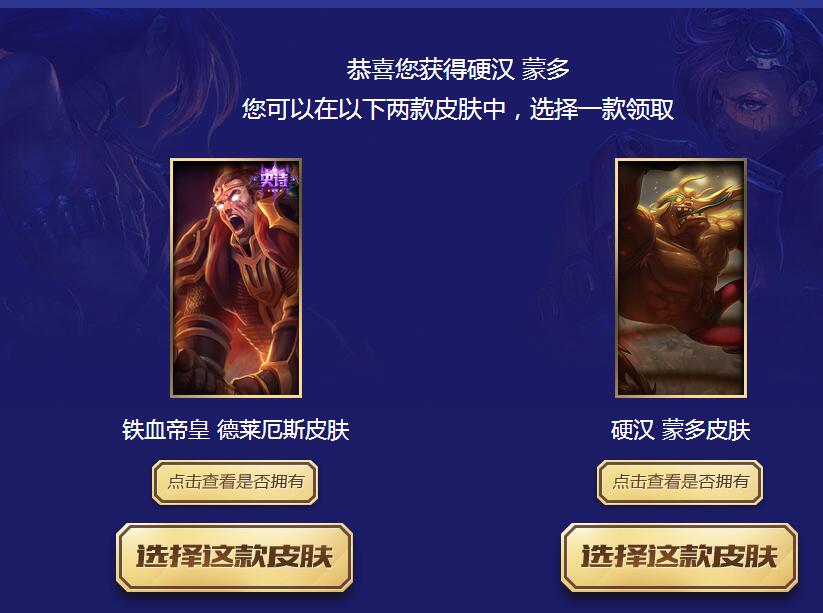 恭喜您获得硬汉 蒙多
您可以在以下两款皮肤中，选择一款领取
史诗
铁血帝皇 德莱厄斯皮肤
硬汉 蒙多皮肤
点击查看是否拥有
点击查看是否拥有
选择这款皮肤
选择这款皮肤